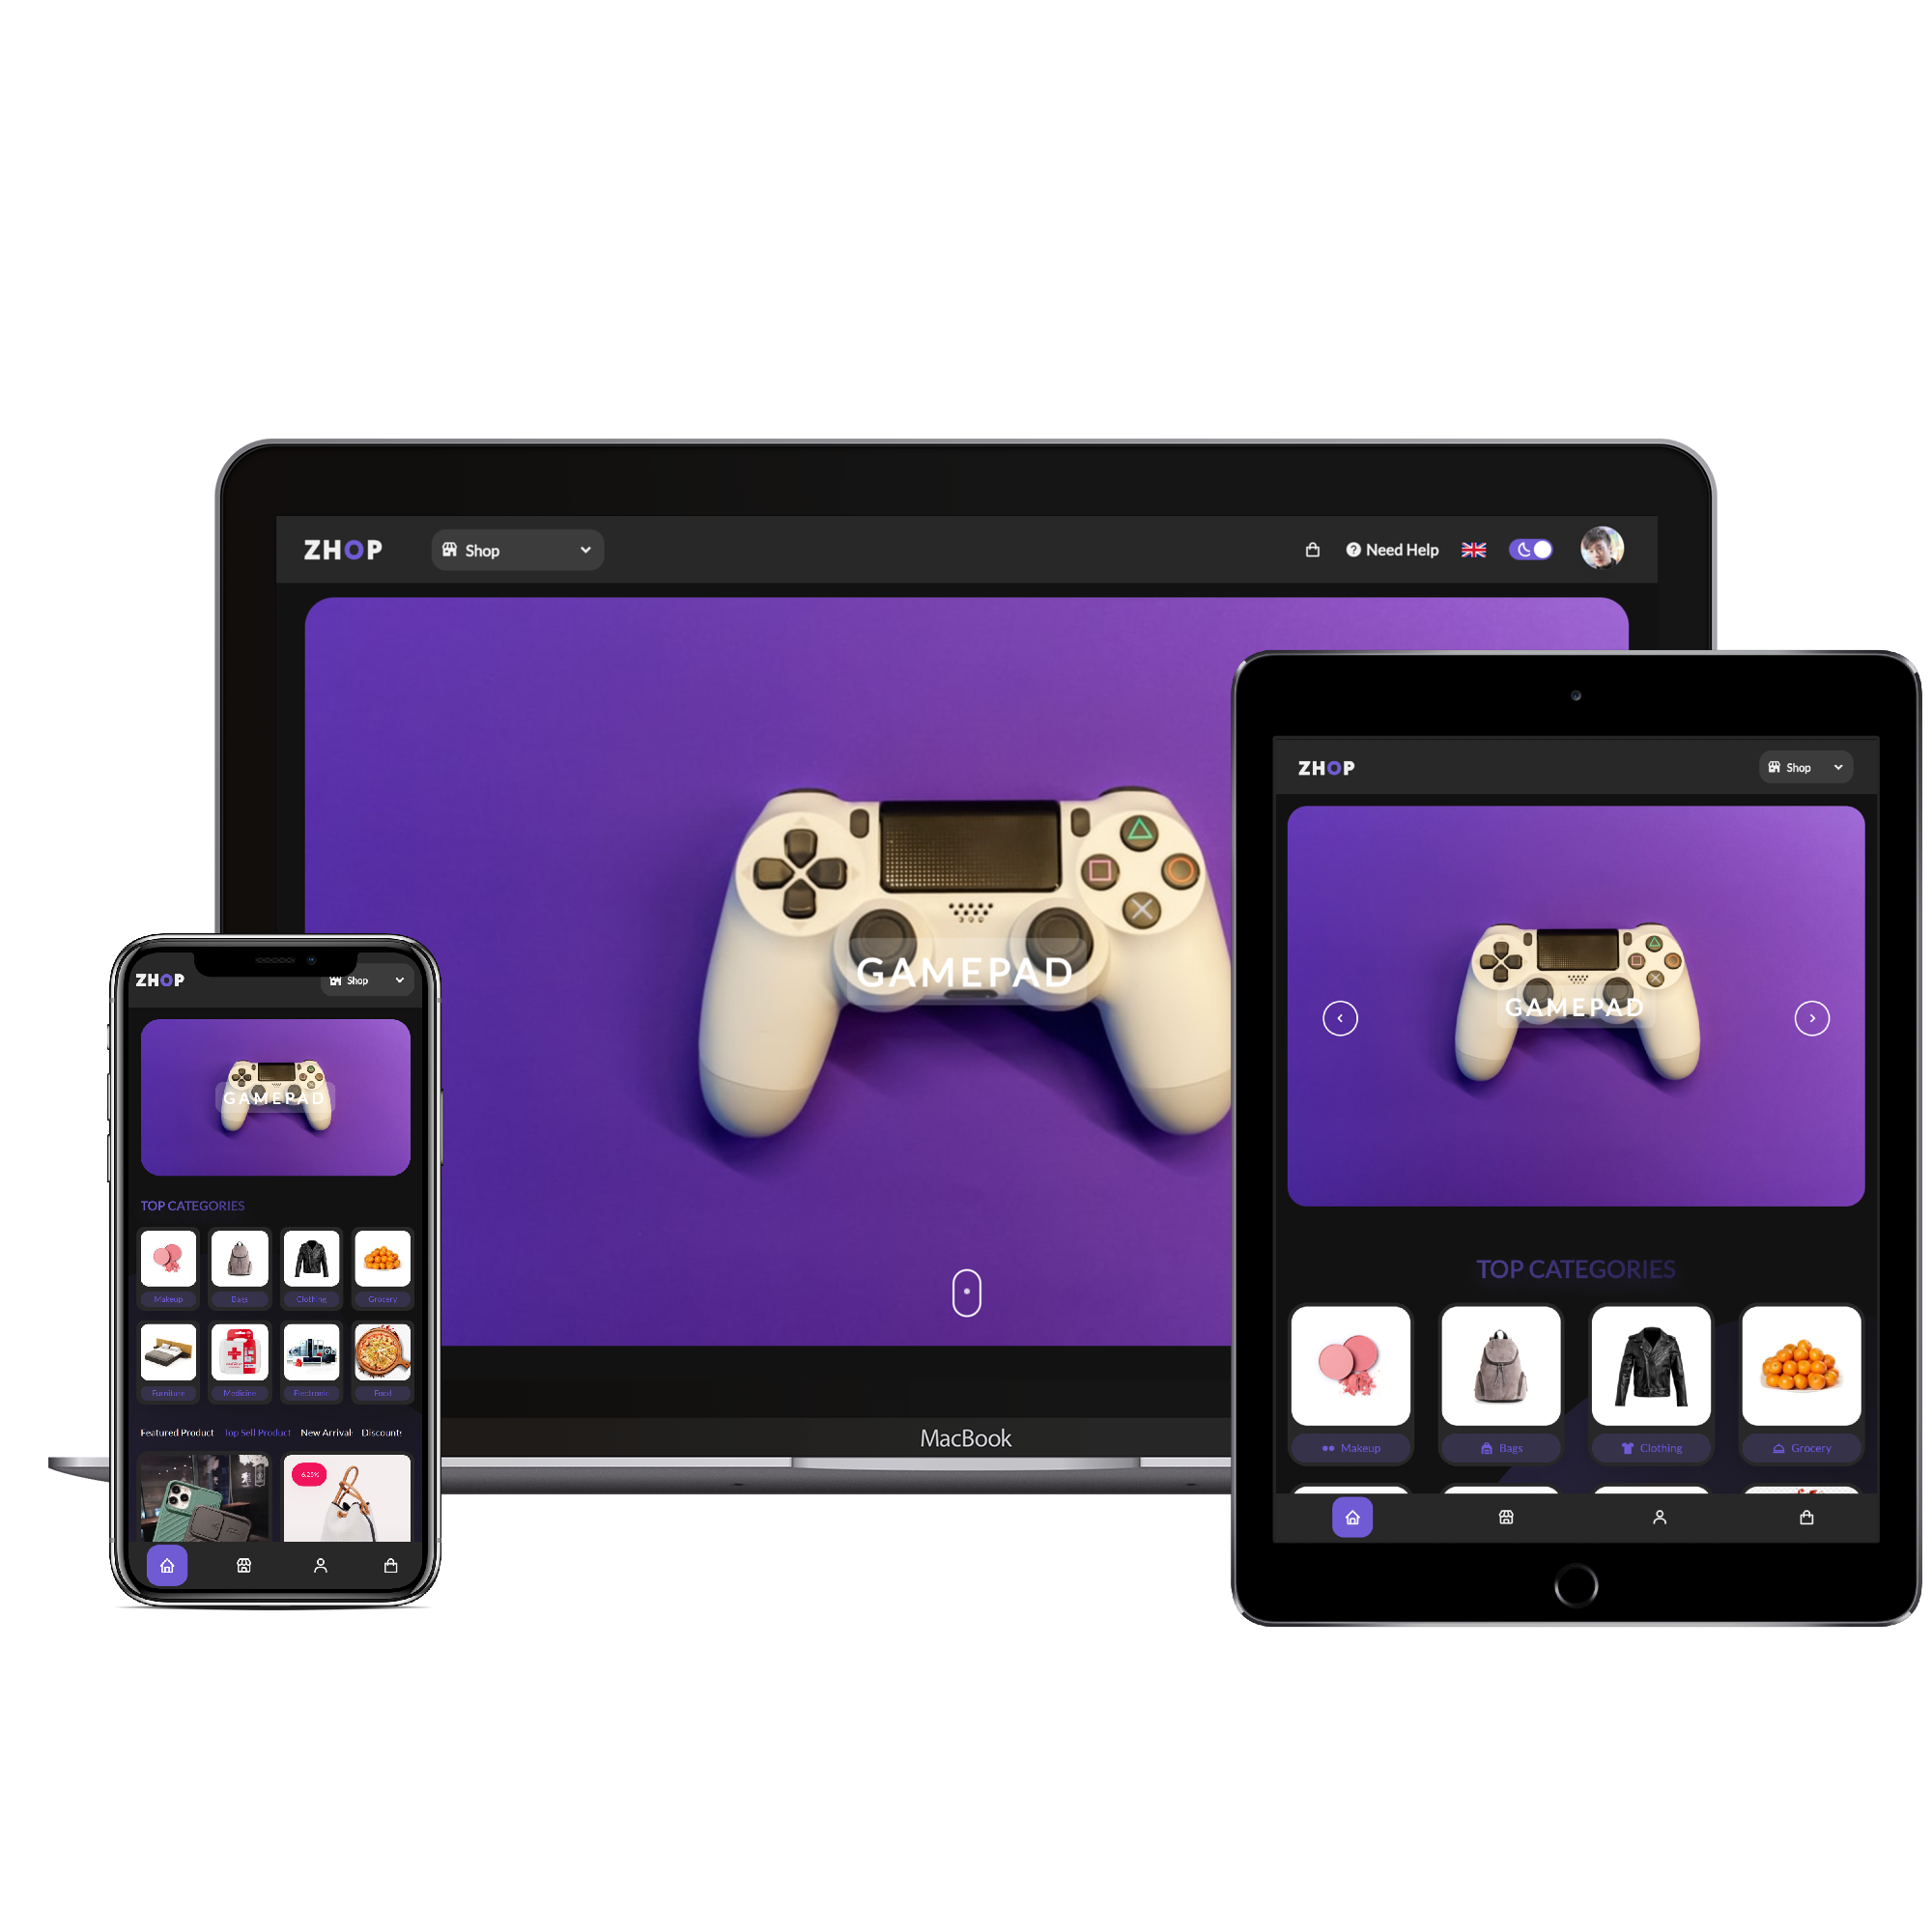 ZHOP Shop Need Help
GAMEPAD
MacBook
ZHOP Shop
GAMEPAD
TOP CATEGORIES
Makeup Bags Clothing Grocery
Furniture Medicine Electronic Food
Featured Product Top Sell Product New Arrival Discounts
6.25%
ZHOP Shop
GAMEPAD
TOP CATEGORIES
Makeup Bags Clothing Grocery